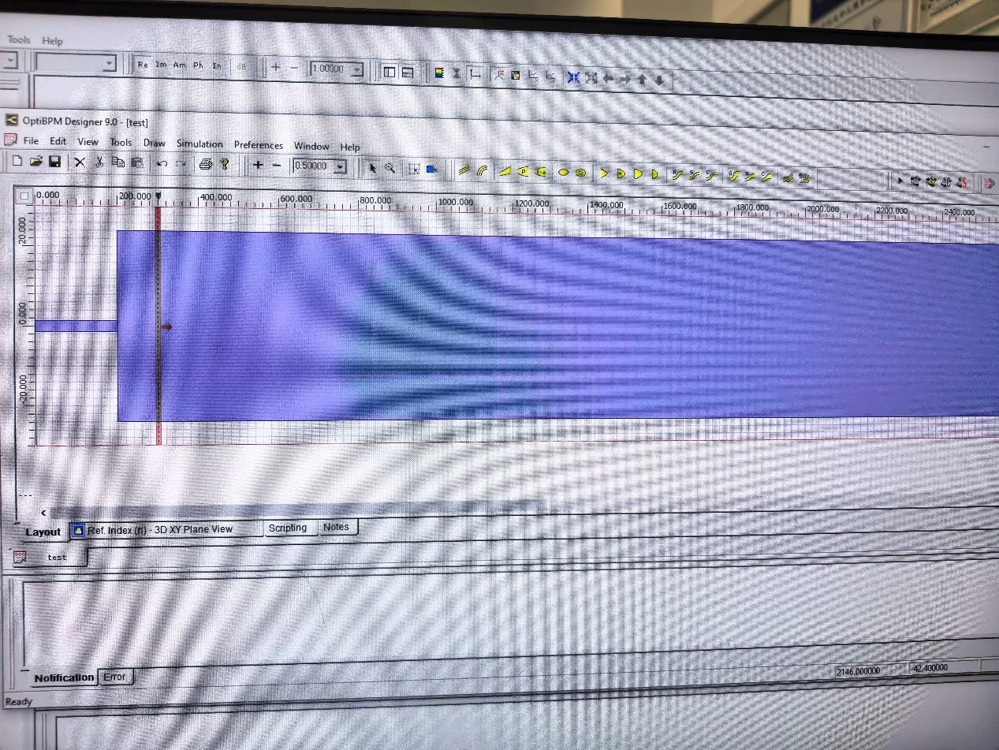 Tools Help
Re Im Am Ph In dB 1.00000
OptiBPM Designer 9.0 - [test]
File Edit View Tools Draw Simulation Preferences Window Help
0.50000
0.000 200.000 400.000 600.000 800.000 1000.000 1200.000 1400.000 1600.000 1800.000 2000.000 2200.000 2400.000
20.000
0.000
-20.000
Layout Ref. Index (n) - 3D XY Plane View Scripting Notes
test
Notification Error
2146.000000 -42.400000
Ready